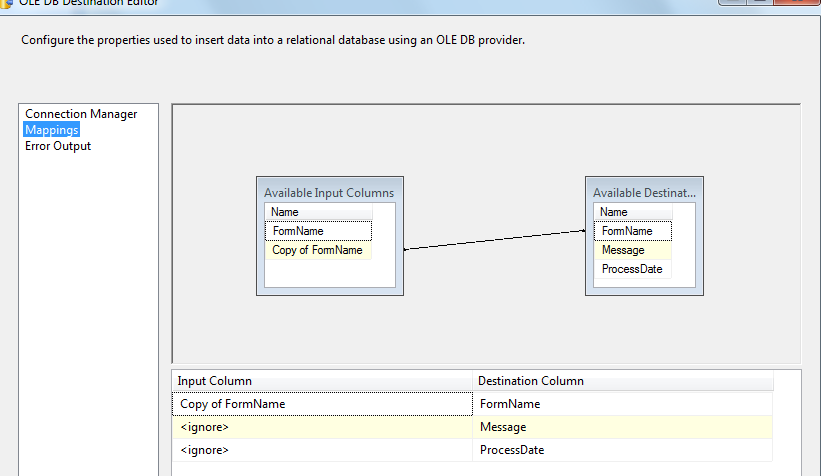 OLE DB Destination Editor
Configure the properties used to insert data into a relational database using an OLE DB provider.
Connection Manager
Mappings
Error Output
Available Input Columns
Name
FormName
Copy of FormName
Available Destinat...
Name
FormName
Message
ProcessDate
Input Column
Destination Column
Copy of FormName
FormName
<ignore>
Message
<ignore>
ProcessDate